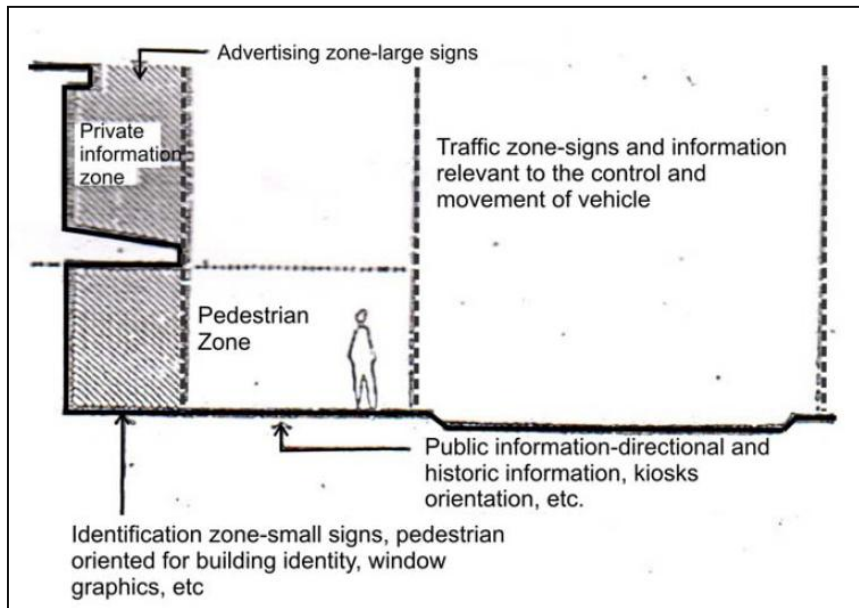 Advertising zone-large signs
Private
information
zone
Traffic zone-signs and information
relevant to the control and
movement of vehicle
Pedestrian
Zone
Public information-directional and
historic information, kiosks
orientation, etc.
Identification zone-small signs, pedestrian
oriented for building identity, window
graphics, etc